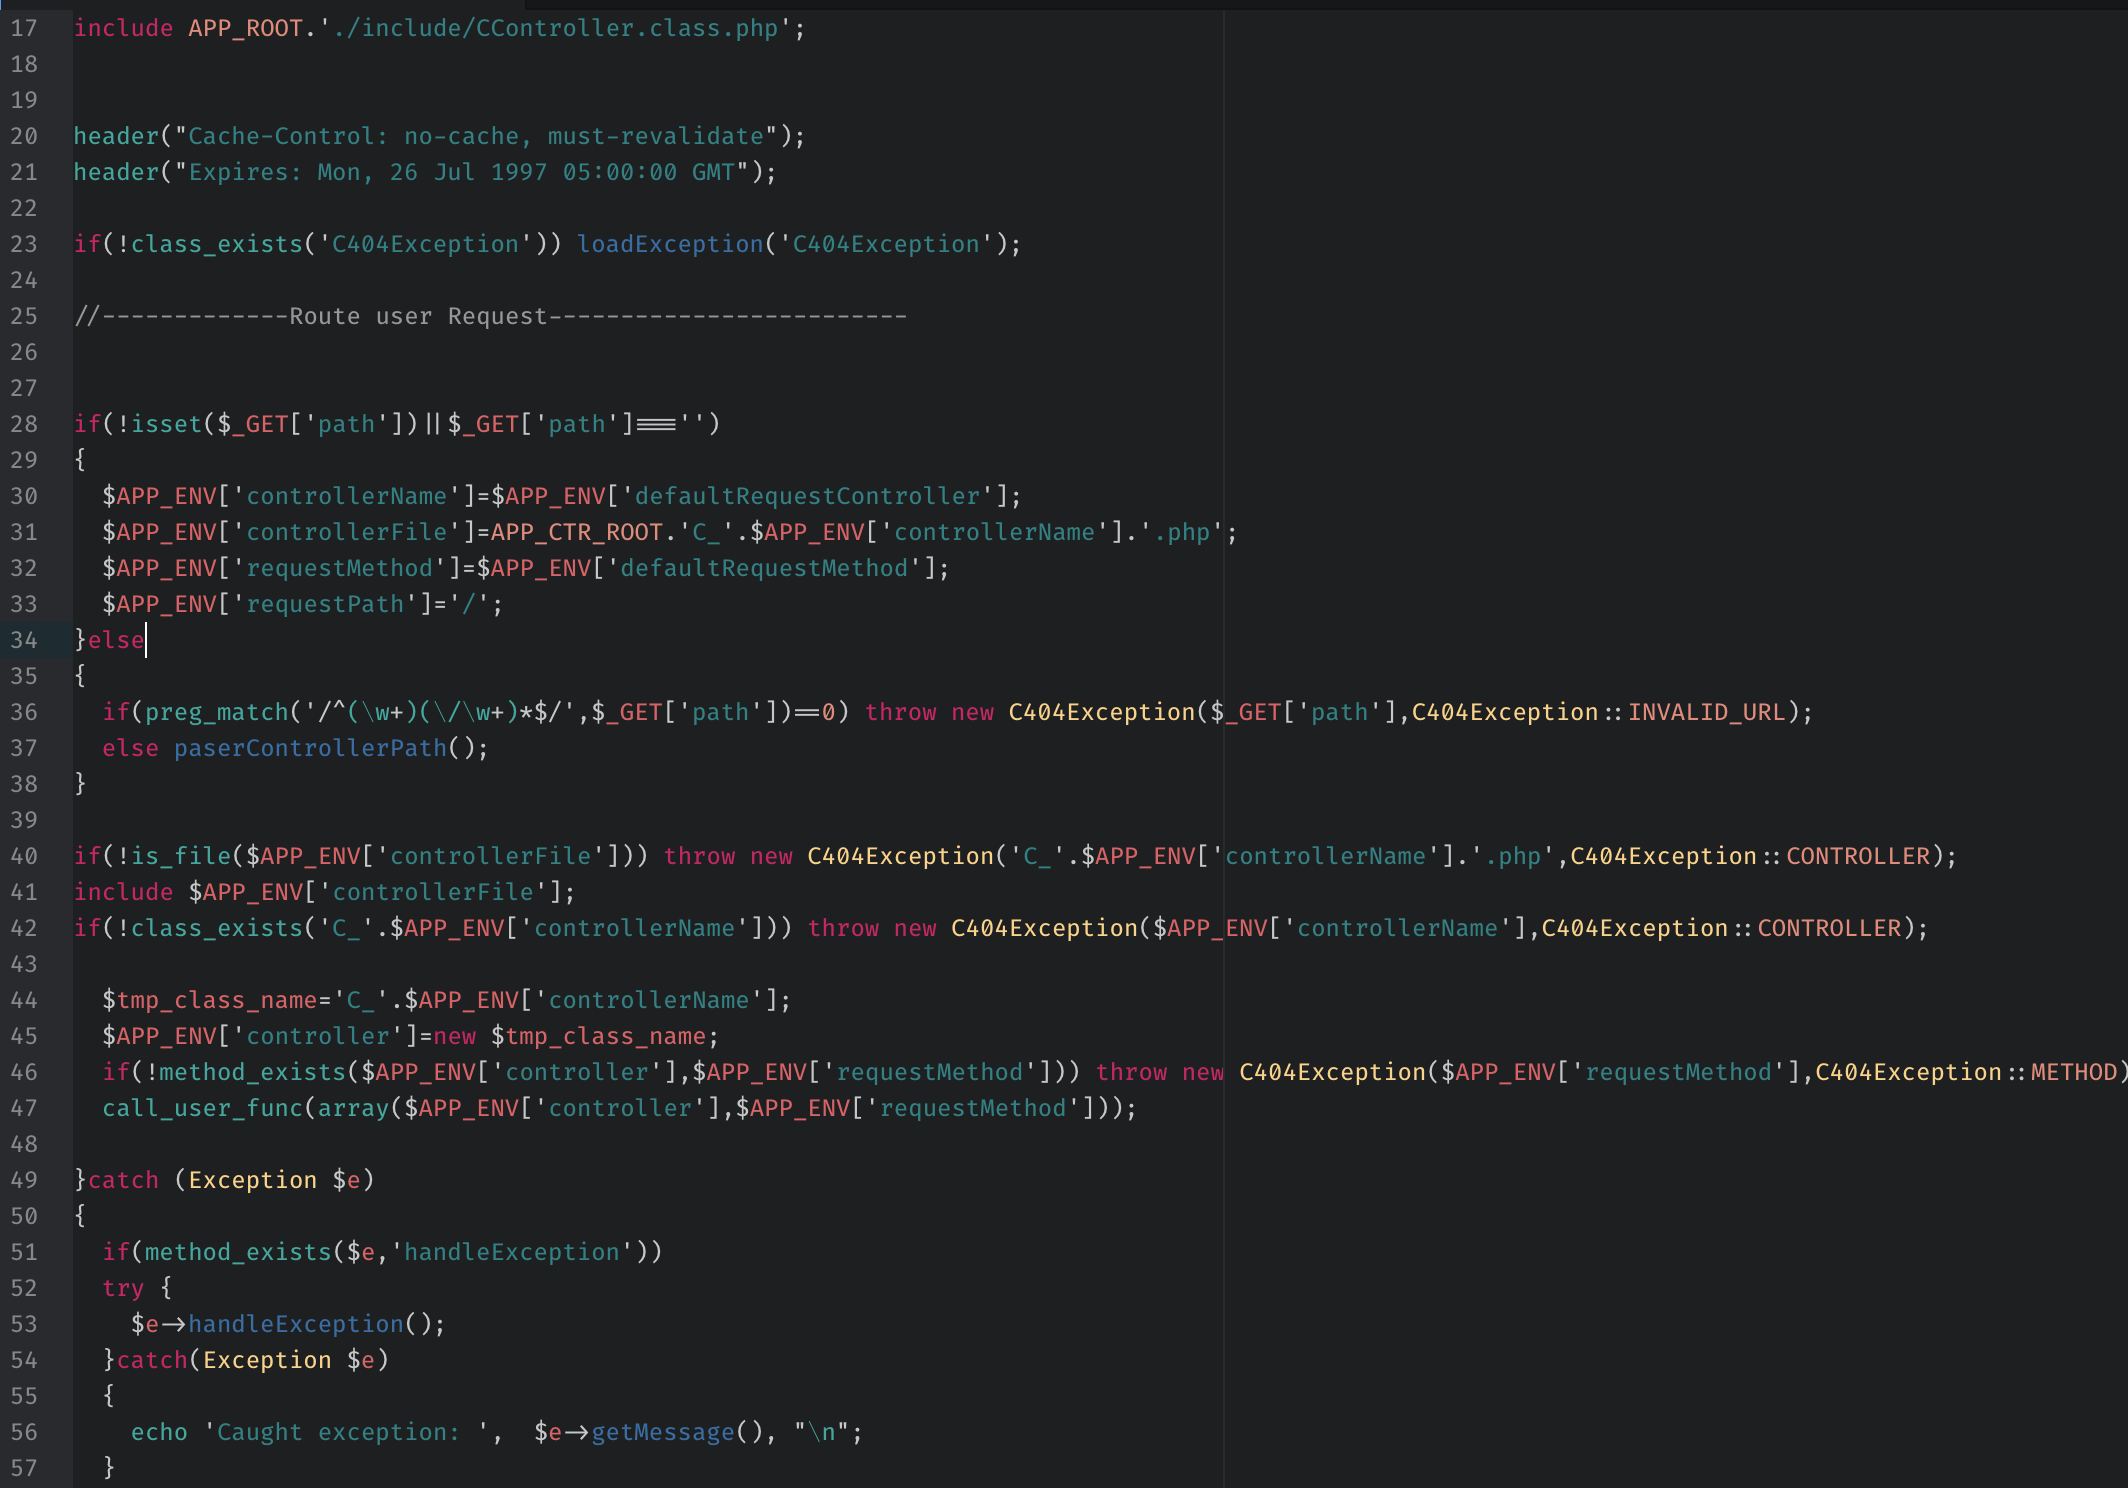 17 include APP_ROOT.'./include/CController.class.php';
18
19
20 header("Cache-Control: no-cache, must-revalidate");
21 header("Expires: Mon, 26 Jul 1997 05:00:00 GMT");
22
23 if(!class_exists('C404Exception')) loadException('C404Exception');
24
25 //-------------Route user Request-------------------------
26
27
28 if(!isset($_GET['path'])||$_GET['path']==='')
29 {
30   $APP_ENV['controllerName']=$APP_ENV['defaultRequestController'];
31   $APP_ENV['controllerFile']=APP_CTR_ROOT.'C_'.$APP_ENV['controllerName'].'.php';
32   $APP_ENV['requestMethod']=$APP_ENV['defaultRequestMethod'];
33   $APP_ENV['requestPath']='/';
34 }else
35 {
36   if(preg_match('/^(\w+)(\/\w+)*$/',$_GET['path'])==0) throw new C404Exception($_GET['path'],C404Exception::INVALID_URL);
37   else paserControllerPath();
38 }
39
40 if(!is_file($APP_ENV['controllerFile'])) throw new C404Exception('C_'.$APP_ENV['controllerName'].'.php',C404Exception::CONTROLLER);
41 include $APP_ENV['controllerFile'];
42 if(!class_exists('C_'.$APP_ENV['controllerName'])) throw new C404Exception($APP_ENV['controllerName'],C404Exception::CONTROLLER);
43
44   $tmp_class_name='C_'.$APP_ENV['controllerName'];
45   $APP_ENV['controller']=new $tmp_class_name;
46   if(!method_exists($APP_ENV['controller'],$APP_ENV['requestMethod'])) throw new C404Exception($APP_ENV['requestMethod'],C404Exception::METHOD)
47   call_user_func(array($APP_ENV['controller'],$APP_ENV['requestMethod']));
48
49 }catch (Exception $e)
50 {
51   if(method_exists($e,'handleException'))
52   try {
53     $e->handleException();
54   }catch(Exception $e)
55   {
56     echo 'Caught exception: ',  $e->getMessage(), "\n";
57   }